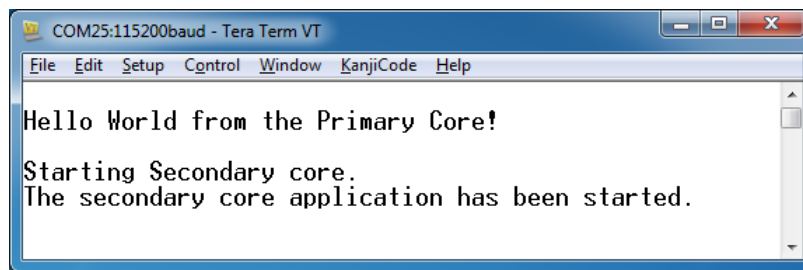 COM25:115200baud - Tera Term VT
File Edit Setup Control Window KanjiCode Help
Hello World from the Primary Core!
Starting Secondary core.
The secondary core application has been started.